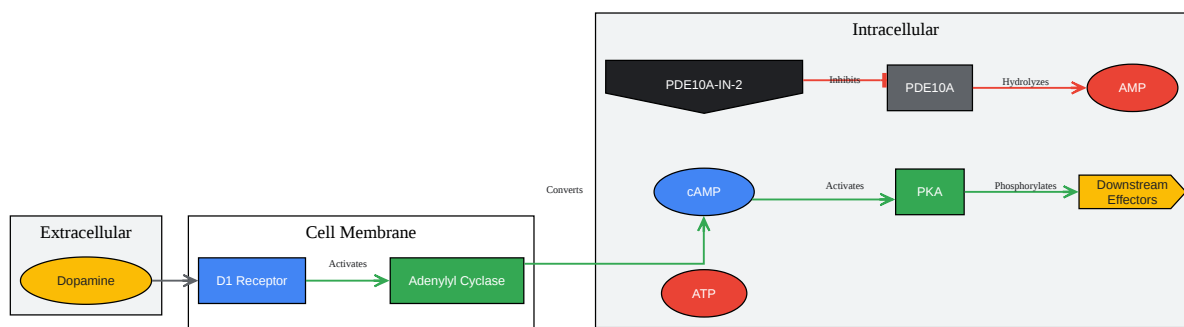 Intracellular
PDE10A-IN-2
Inhibits
PDE10A
Hydrolyzes
AMP
Converts
cAMP
Activates
PKA
Phosphorylates
Downstream
Effectors
Extracellular
Dopamine
Cell Membrane
D1 Receptor
Activates
Adenylyl Cyclase
ATP